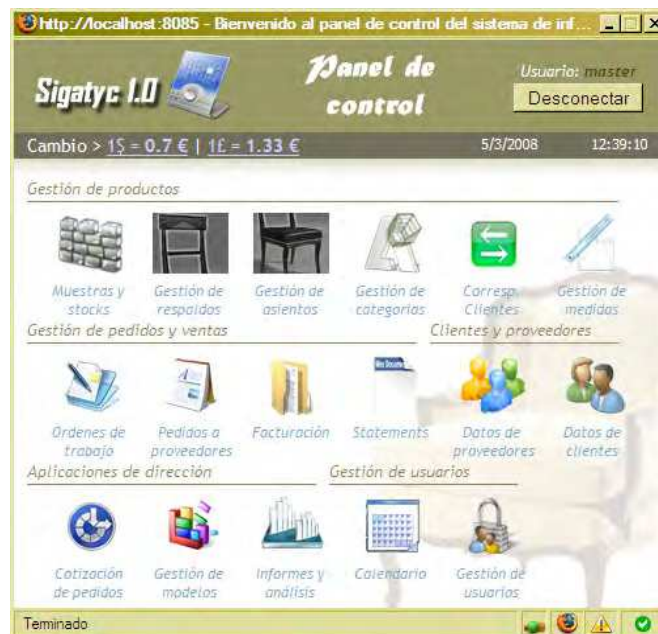 http://localhost:8085 - Bienvenido al panel de control del sistema de inf...
Sigatyc 1.0
Panel de
control
Usuario: master
Desconectar
Cambio > 1$ = 0.7 € | 1£ = 1.33 €
5/3/2008 12:39:10
Gestión de productos
Muestras y
stocks
Gestión de
respaldos
Gestión de
asientos
Gestión de
categorías
Corresp.
Clientes
Gestión de
medidas
Gestión de pedidos y ventas
Clientes y proveedores
Ordenes de
trabajo
Pedidos a
proveedores
Facturación
Statements
Datos de
proveedores
Datos de
clientes
Aplicaciones de dirección
Gestión de usuarios
Cotización
de pedidos
Gestión de
modelos
Informes y
análisis
Calendario
Gestión de
usuarios
Terminado